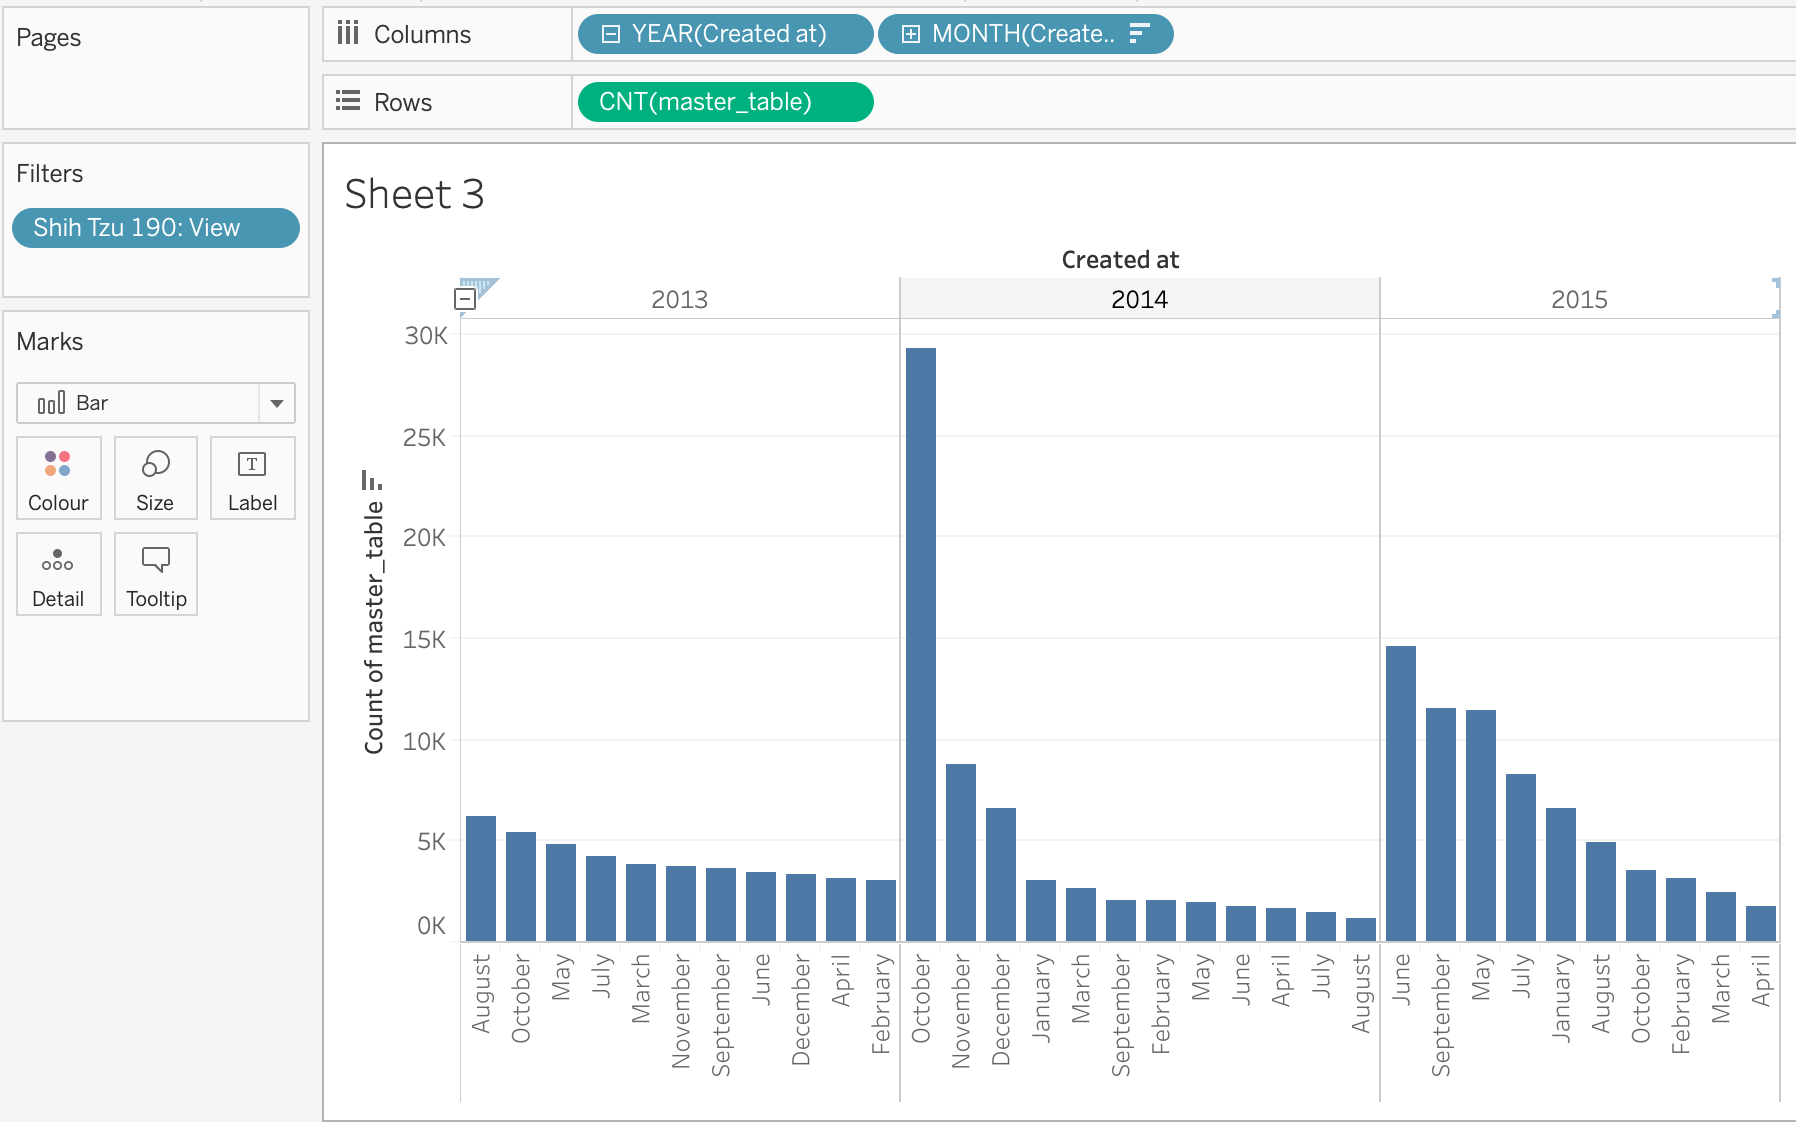 Pages
Columns
YEAR(Created at)
MONTH(Create..
Rows
CNT(master_table)
Filters
Shih Tzu 190: View
Marks
Bar
Colour
Size
T
Label
Detail
Tooltip
Sheet 3
Created at
2013
2014
2015
Count of master_table
30K
25K
20K
15K
10K
5K
0K
August
October
May
July
March
November
September
June
December
April
February
October
November
December
January
March
September
February
May
June
April
July
August
June
September
May
July
January
August
October
February
March
April